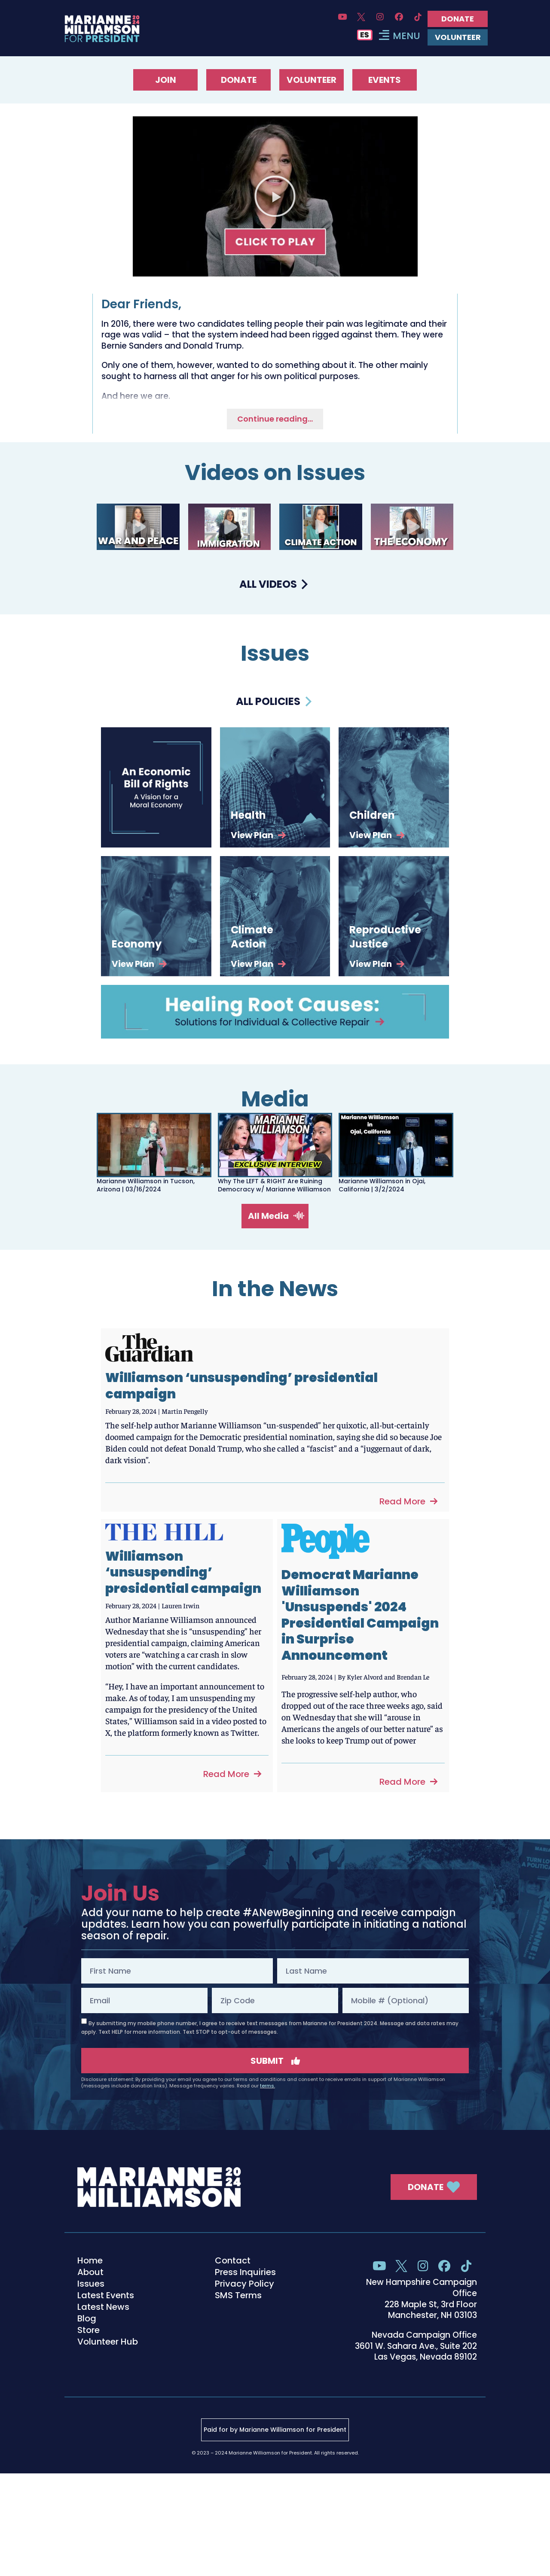 MARIANNE 2024
WILLIAMSON
FOR PRESIDENT
DONATE
ES
MENU
VOLUNTEER
JOIN
DONATE
VOLUNTEER
EVENTS
CLICK TO PLAY
Dear Friends,
In 2016, there were two candidates telling people their pain was legitimate and their
rage was valid – that the system indeed had been rigged against them. They were
Bernie Sanders and Donald Trump.
Only one of them, however, wanted to do something about it. The other mainly
sought to harness all that anger for his own political purposes.
And here we are.
Continue reading...
Videos on Issues
WAR AND PEACE
IMMIGRATION
CLIMATE ACTION
THE ECONOMY
ALL VIDEOS
Issues
ALL POLICIES
An Economic
Bill of Rights
A Vision for a
Moral Economy
Health
View Plan
Children
View Plan
Economy
View Plan
Climate
Action
View Plan
Reproductive
Justice
View Plan
Healing Root Causes:
Solutions for Individual & Collective Repair
Media
MARIANNE
WILLIAMSON
EXCLUSIVE INTERVIEW
Marianne Williamson
in
Ojai, California
Marianne Williamson in Tucson,
Arizona | 03/16/2024
Why The LEFT & RIGHT Are Ruining
Democracy w/ Marianne Williamson
Marianne Williamson in Ojai,
California | 3/2/2024
All Media
In the News
The
Guardian
Williamson ‘unsuspending’ presidential
campaign
February 28, 2024 | Martin Pengelly
The self-help author Marianne Williamson “un-suspended” her quixotic, all-but-certainly
doomed campaign for the Democratic presidential nomination, saying she did so because Joe
Biden could not defeat Donald Trump, who she called a “fascist” and a “juggernaut of dark,
dark vision”.
Read More
THE HILL
Williamson
‘unsuspending’
presidential campaign
February 28, 2024 | Lauren Irwin
Author Marianne Williamson announced
Wednesday that she is “unsuspending” her
presidential campaign, claiming American
voters are “watching a car crash in slow
motion” with the current candidates.
“Hey, I have an important announcement to
make. As of today, I am unsuspending my
campaign for the presidency of the United
States,” Williamson said in a video posted to
X, the platform formerly known as Twitter.
Read More
People
Democrat Marianne
Williamson
'Unsuspends' 2024
Presidential Campaign
in Surprise
Announcement
February 28, 2024 | By Kyler Alvord and Brendan Le
The progressive self-help author, who
dropped out of the race three weeks ago, said
on Wednesday that she will “arouse in
Americans the angels of our better nature” as
she looks to keep Trump out of power
Read More
Join Us
Add your name to help create #ANewBeginning and receive campaign
updates. Learn how you can powerfully participate in initiating a national
season of repair.
First Name
Last Name
Email
Zip Code
Mobile # (Optional)
By submitting my mobile phone number, I agree to receive text messages from Marianne for President 2024. Message and data rates may
apply. Text HELP for more information. Text STOP to opt-out of messages.
SUBMIT
Disclosure statement: By providing your email you agree to our terms and conditions and consent to receive emails in support of Marianne Williamson
(messages include donation links). Message frequency varies. Read our terms.
MARIANNE 2024
WILLIAMSON
DONATE
Home
About
Issues
Latest Events
Latest News
Blog
Store
Volunteer Hub
Contact
Press Inquiries
Privacy Policy
SMS Terms
New Hampshire Campaign
Office
228 Maple St, 3rd Floor
Manchester, NH 03103
Nevada Campaign Office
3601 W. Sahara Ave., Suite 202
Las Vegas, Nevada 89102
Paid for by Marianne Williamson for President
© 2023 – 2024 Marianne Williamson for President. All rights reserved.